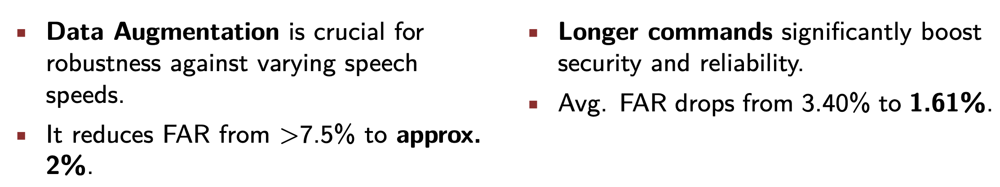 ▪ Data Augmentation is crucial for
robustness against varying speech
speeds.
▪ It reduces FAR from >7.5% to approx.
2%.
▪ Longer commands significantly boost
security and reliability.
▪ Avg. FAR drops from 3.40% to 1.61%.